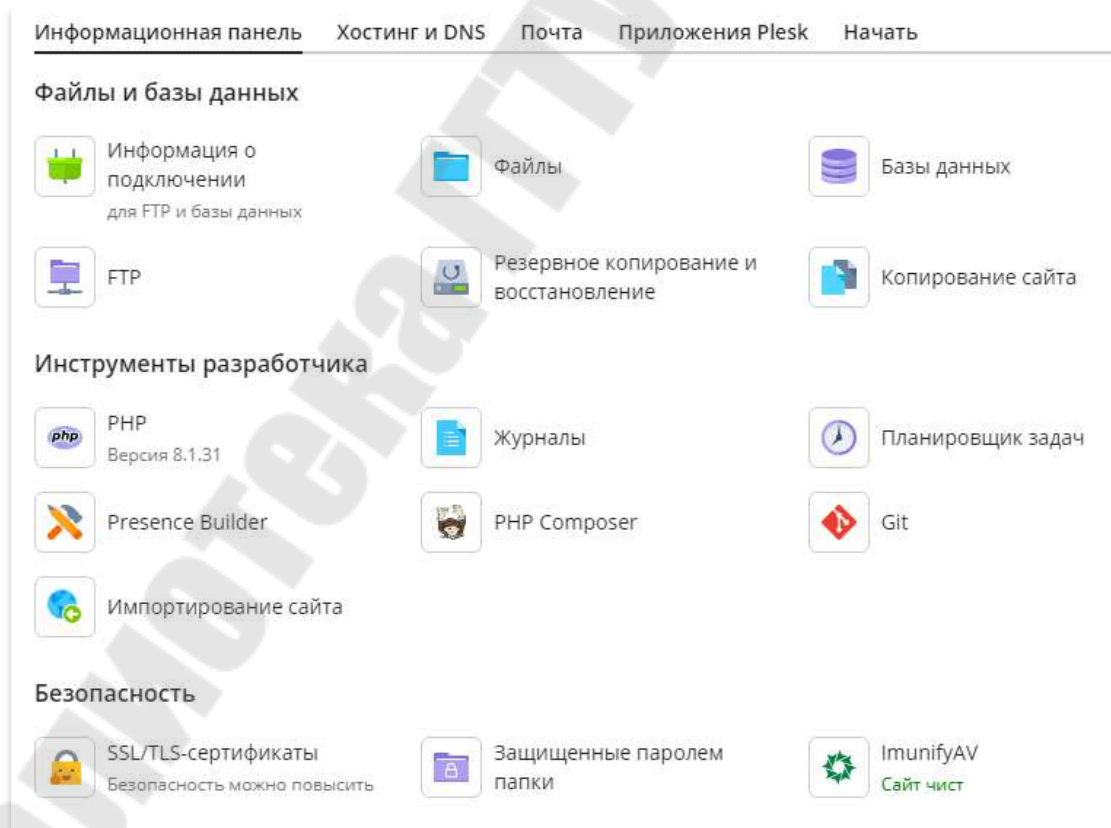 Информационная панель Хостинг и DNS Почта Приложения Plesk Начать
Файлы и базы данных
Информация о
подключении
для FTP и базы данных
Файлы
Базы данных
FTP
Резервное копирование и
восстановление
Копирование сайта
Инструменты разработчика
php
PHP
Версия 8.1.31
Журналы
Планировщик задач
Presence Builder
PHP Composer
Git
Импортирование сайта
Безопасность
SSL/TLS-сертификаты
Безопасность можно повысить
Защищенные паролем
папки
ImunifyAV
Сайт чист